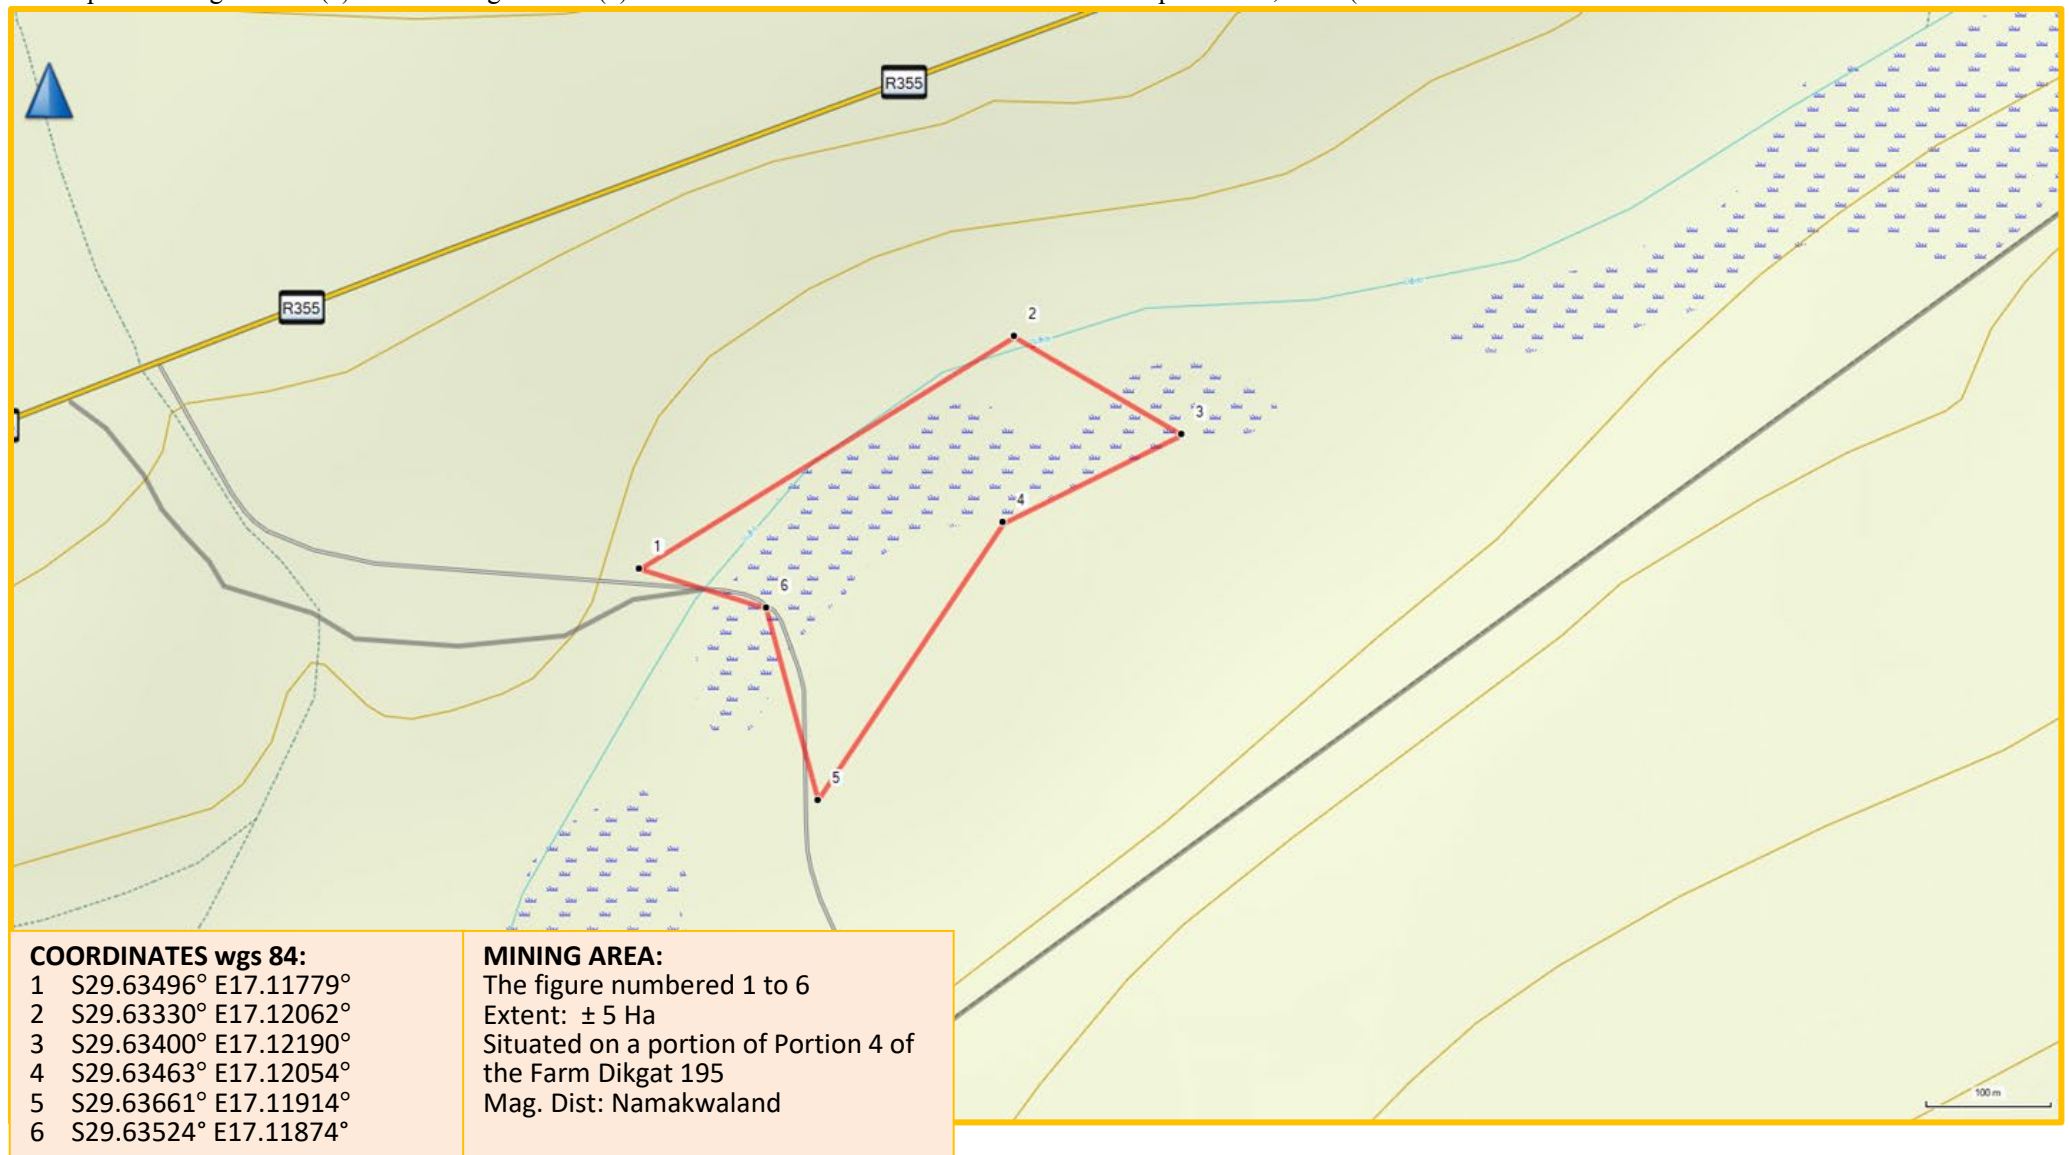 R355
R355
2
3
4
1
6
5
100 m
COORDINATES wgs 84:
1 S29.63496° E17.11779°
2 S29.63330° E17.12062°
3 S29.63400° E17.12190°
4 S29.63463° E17.12054°
5 S29.63661° E17.11914°
6 S29.63524° E17.11874°
MINING AREA:
The figure numbered 1 to 6
Extent: ± 5 Ha
Situated on a portion of Portion 4 of
the Farm Dikgat 195
Mag. Dist: Namakwaland